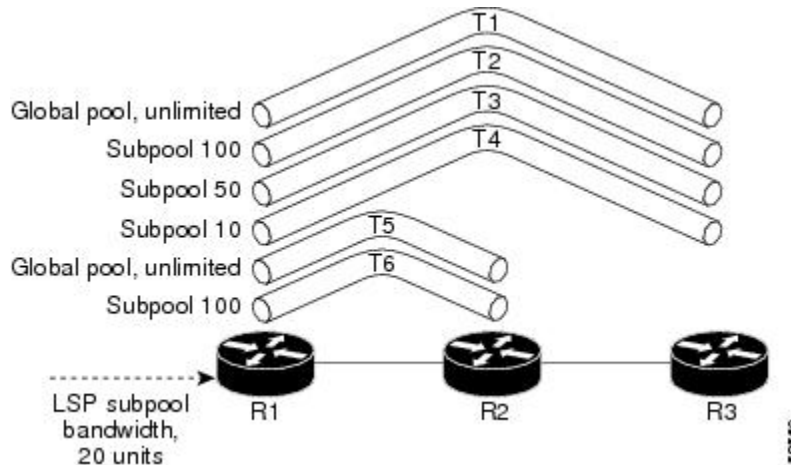 T1
T2
Global pool, unlimited
T3
Subpool 100
T4
Subpool 50
Subpool 10
T5
Global pool, unlimited
T6
Subpool 100
LSP subpool
bandwidth,
20 units
R1
R2
R3